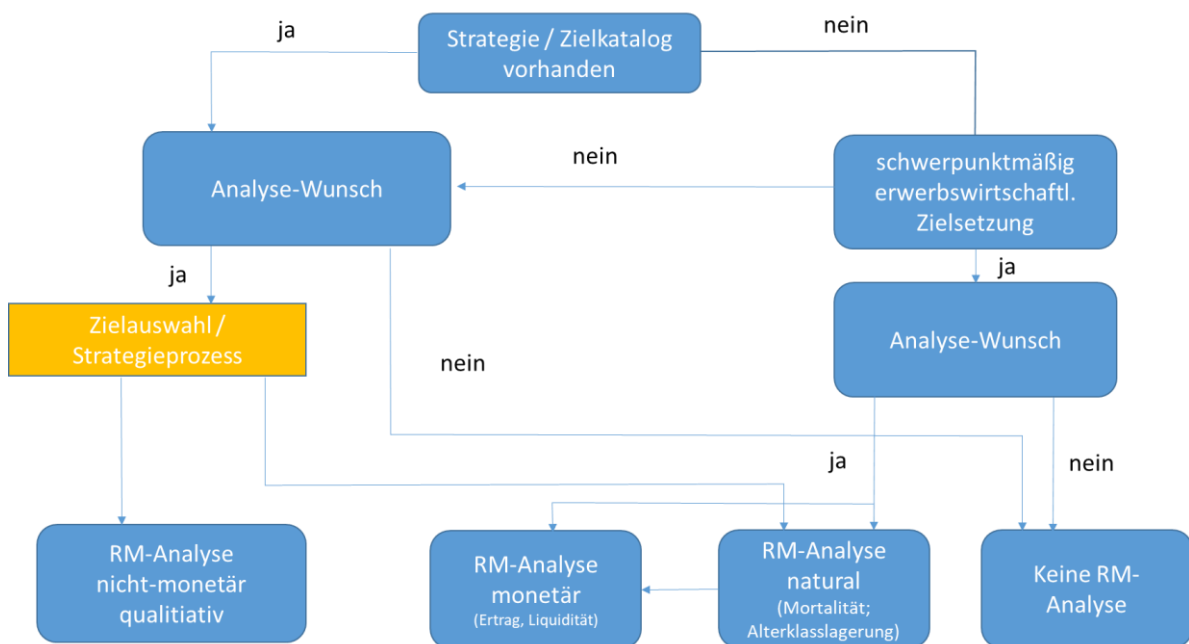 ja
Strategie / Zielkatalog
vorhanden
nein
Analyse-Wunsch
nein
schwerpunktmäßig
erwerbswirtschaftl.
Zielsetzung
ja
ja
Zielauswahl /
Strategieprozess
nein
Analyse-Wunsch
ja
nein
RM-Analyse
nicht-monetär
qualitiativ
RM-Analyse
monetär
(Ertrag, Liquidität)
RM-Analyse
natural
(Mortalität;
Alterklasslagerung)
Keine RM-
Analyse